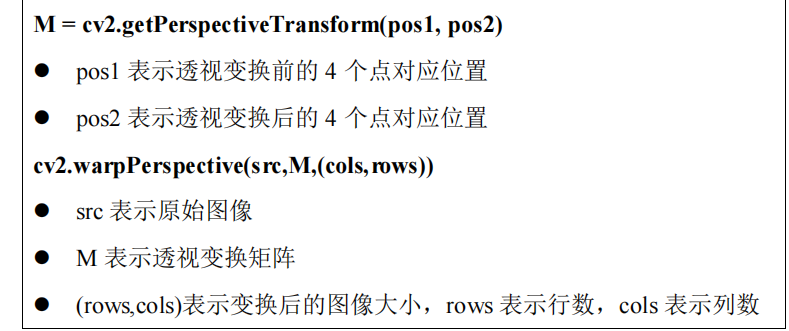 M = cv2.getPerspectiveTransform(pos1, pos2)
● pos1 表示透视变换前的 4 个点对应位置
● pos2 表示透视变换后的 4 个点对应位置
cv2.warpPerspective(src,M,(cols,rows))
● src 表示原始图像
● M 表示透视变换矩阵
● (rows,cols)表示变换后的图像大小，rows 表示行数，cols 表示列数